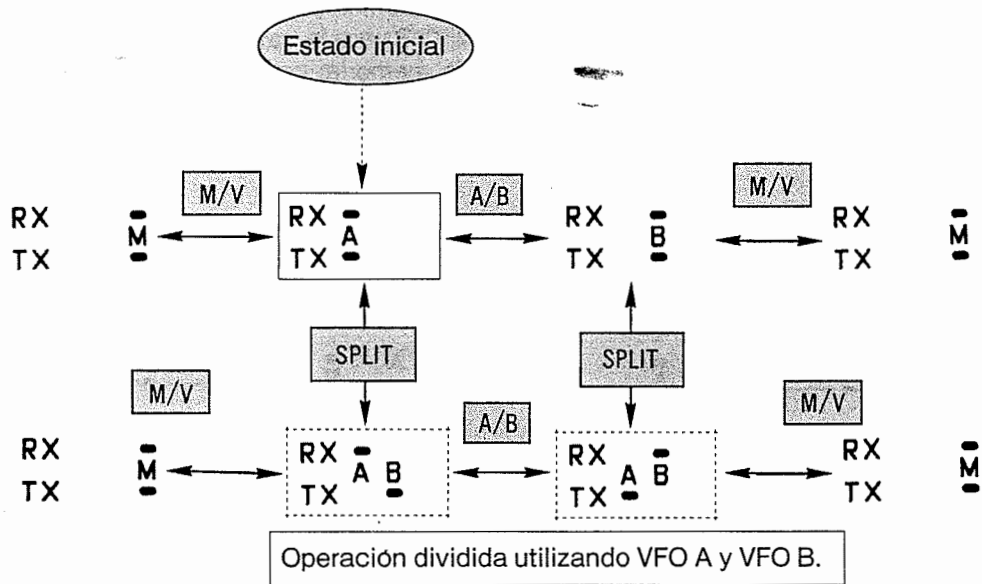 Estado inicial
M/V
A/B
M/V
RX
TX
M
RX
TX
A
RX
TX
B
RX
TX
M
SPLIT
SPLIT
M/V
A/B
M/V
RX
TX
M
RX
TX
A B
RX
TX
A B
RX
TX
M
Operación dividida utilizando VFO A y VFO B.